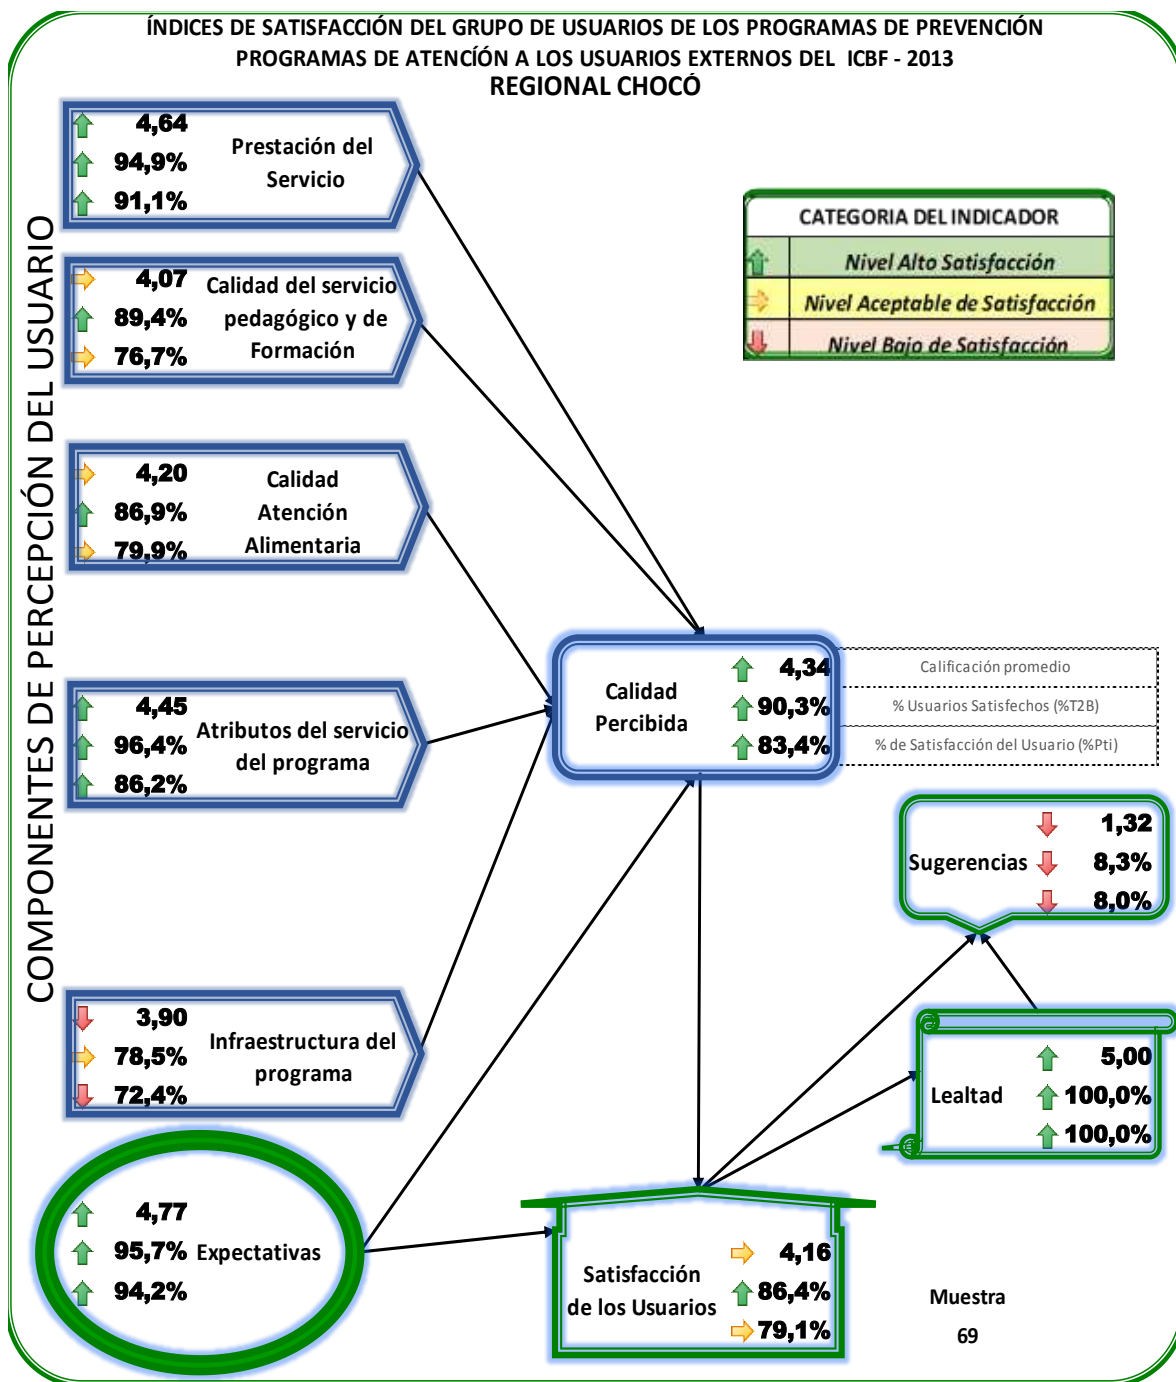 ÍNDICES DE SATISFACCIÓN DEL GRUPO DE USUARIOS DE LOS PROGRAMAS DE PREVENCIÓN
PROGRAMAS DE ATENCÍÓN A LOS USUARIOS EXTERNOS DEL ICBF - 2013
REGIONAL CHOCÓ
COMPONENTES DE PERCEPCIÓN DEL USUARIO
4,64
94,9%
91,1%
Prestación del
Servicio
CATEGORIA DEL INDICADOR
Nivel Alto Satisfacción
Nivel Aceptable de Satisfacción
Nivel Bajo de Satisfacción
4,07
89,4%
76,7%
Calidad del servicio
pedagógico y de
Formación
4,20
86,9%
79,9%
Calidad
Atención
Alimentaria
4,45
96,4%
86,2%
Atributos del servicio
del programa
Calidad
Percibida
4,34
90,3%
83,4%
Calificación promedio
% Usuarios Satisfechos (%T2B)
% de Satisfacción del Usuario (%Pti)
Sugerencias
1,32
8,3%
8,0%
3,90
78,5%
72,4%
Infraestructura del
programa
Lealtad
5,00
100,0%
100,0%
4,77
95,7%
94,2%
Expectativas
Satisfacción
de los Usuarios
4,16
86,4%
79,1%
Muestra
69